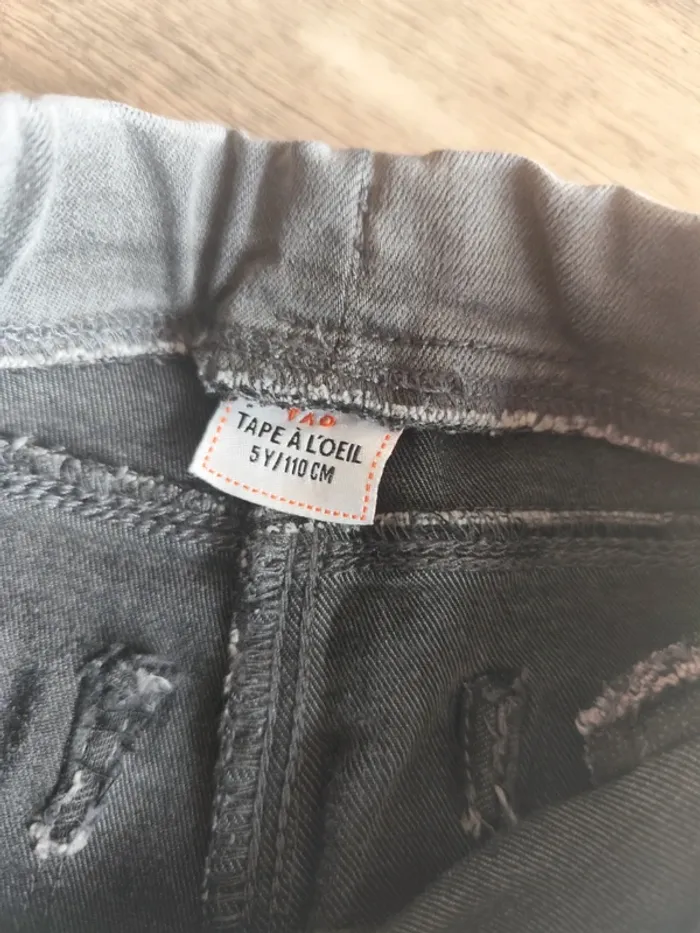 TAO
TAPE À L'OEIL
5 Y/110 CM